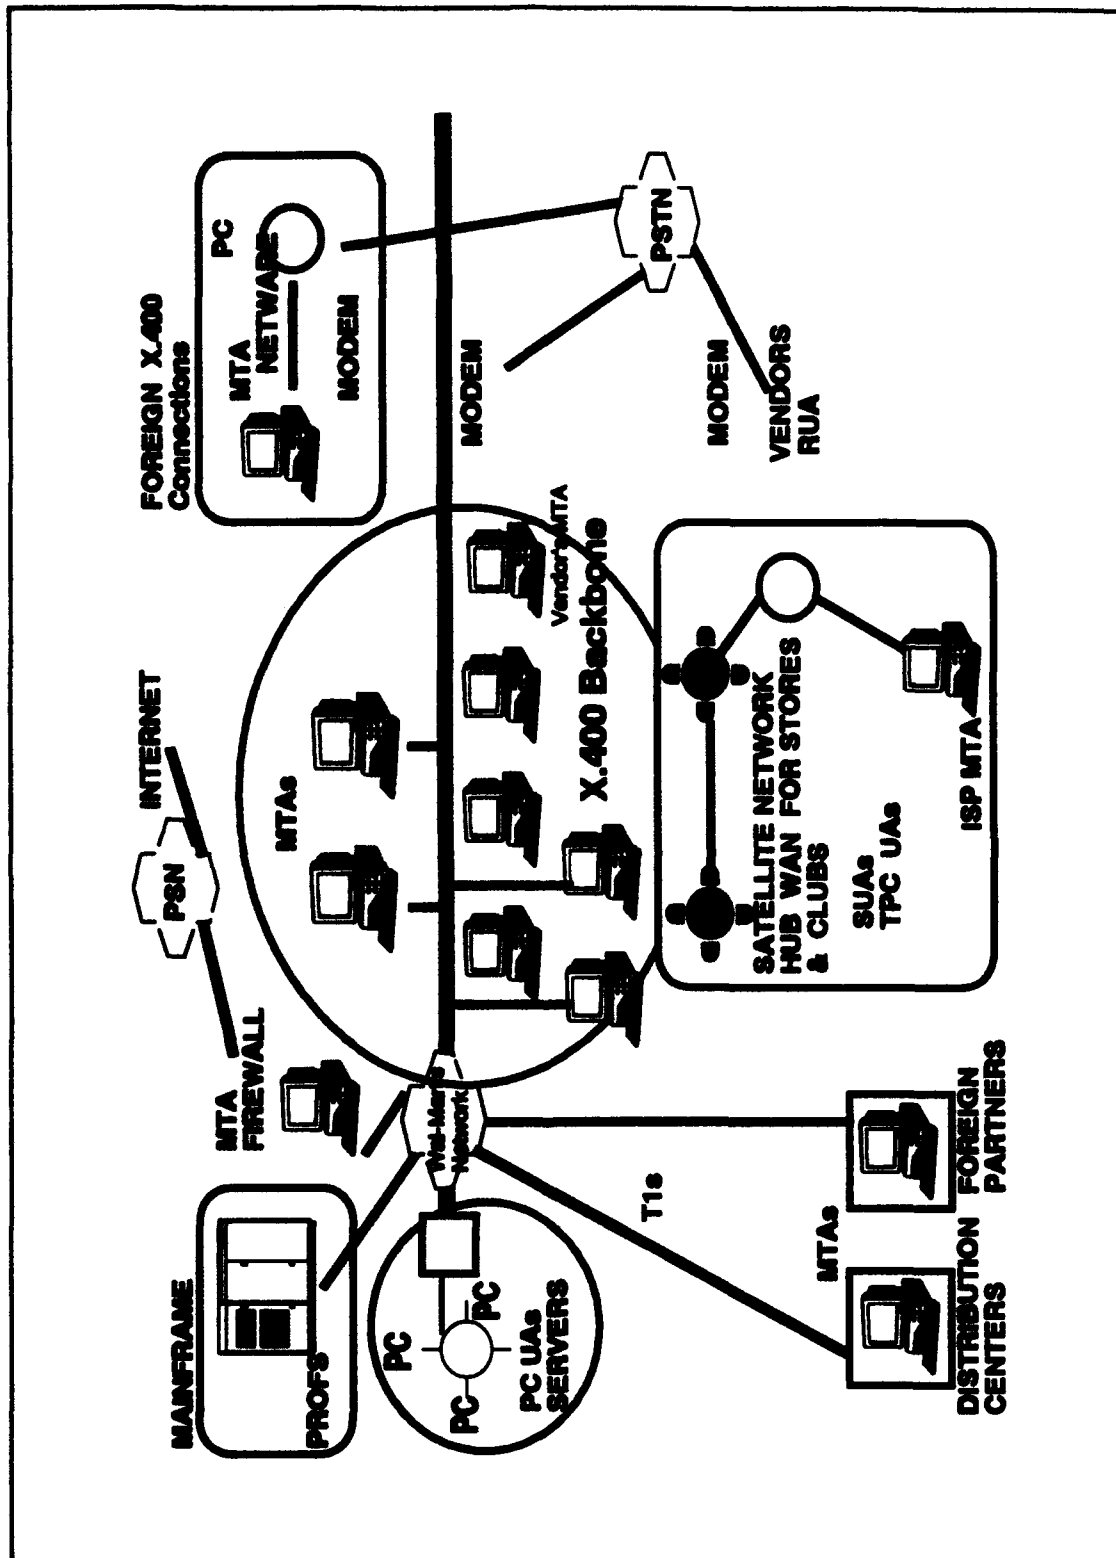 MAINFRAME
PROFS
MTA
FIREWALL
PSN
INTERNET
FOREIGN X.400
Connections
MTA
NETWARE
PC
MODEM
PC
PC
PC
PC UAs
SERVERS
Wal-Mart's
Network
MTAs
Vendors MTA
X.400 Backbone
MODEM
PSTN
MODEM
VENDORS
RUA
T1s
SATELLITE NETWORK
HUB WAN FOR STORES
& CLUBS
SUAs
TPC UAs
ISP MTA
MTAs
DISTRIBUTION
CENTERS
FOREIGN
PARTNERS